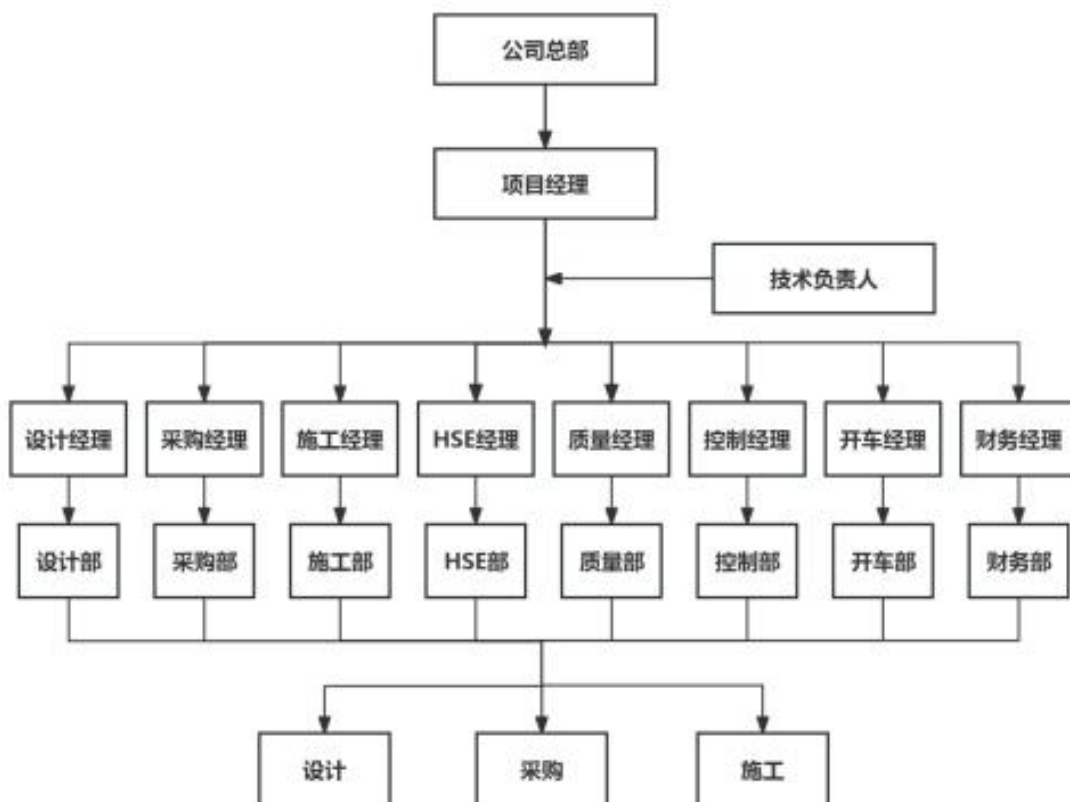 公司总部
项目经理
技术负责人
设计经理
采购经理
施工经理
HSE经理
质量经理
控制经理
开车经理
财务经理
设计部
采购部
施工部
HSE部
质量部
控制部
开车部
财务部
设计
采购
施工